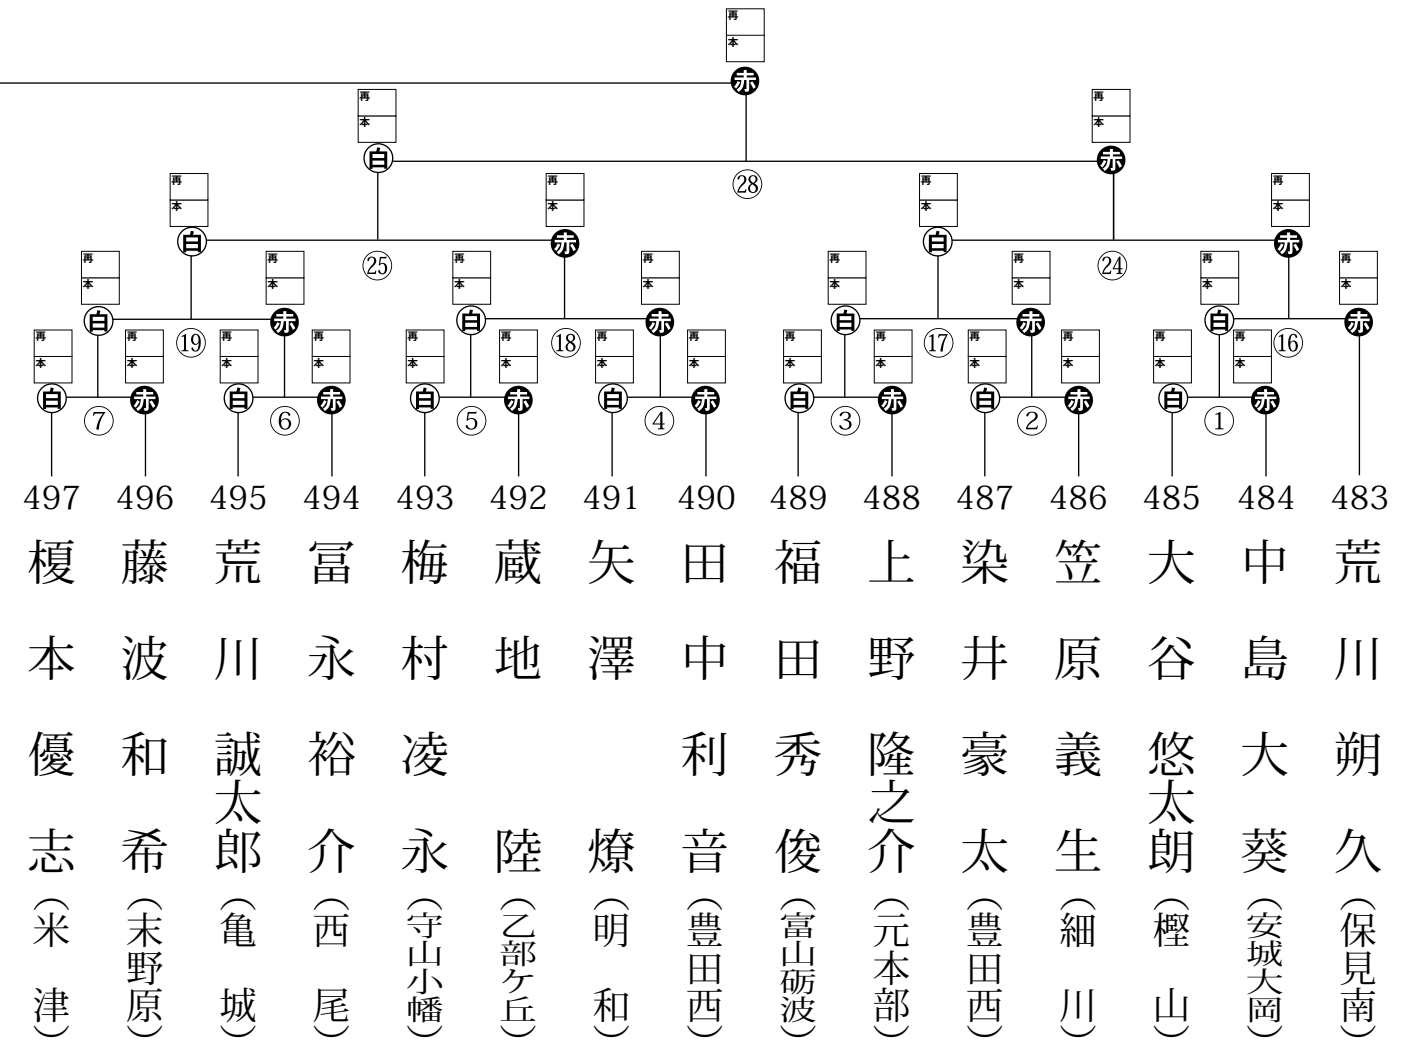 再
本
赤
再
本
再
本
白
赤
㉘
再
本
再
本
再
本
再
本
白
赤
白
赤
㉕
㉔
再
本
再
本
再
本
再
本
再
本
再
本
再
本
再
本
白
赤
白
赤
白
赤
白
赤
⑲
⑱
⑰
⑯
再
本
再
本
再
本
再
本
再
本
再
本
再
本
再
本
再
本
再
本
再
本
再
本
再
本
再
本
白
赤
白
赤
白
赤
白
赤
白
赤
白
赤
白
赤
⑦
⑥
⑤
④
③
②
①
483 荒川朔久(保見南)
484 中島大葵(安城大岡)
485 大谷悠太朗(樫山)
486 笠原義生(細川)
487 染井豪太(豊田西)
488 上野隆之介(元本部)
489 福田秀俊(富山砺波)
490 田中利音(豊田西)
491 矢澤燎(明和)
492 蔵地陸(乙部ケ丘)
493 梅村凌永(守山小幡)
494 冨永裕介(西尾)
495 荒川誠太郎(亀城)
496 藤波和希(末野原)
497 榎本優志(米津)